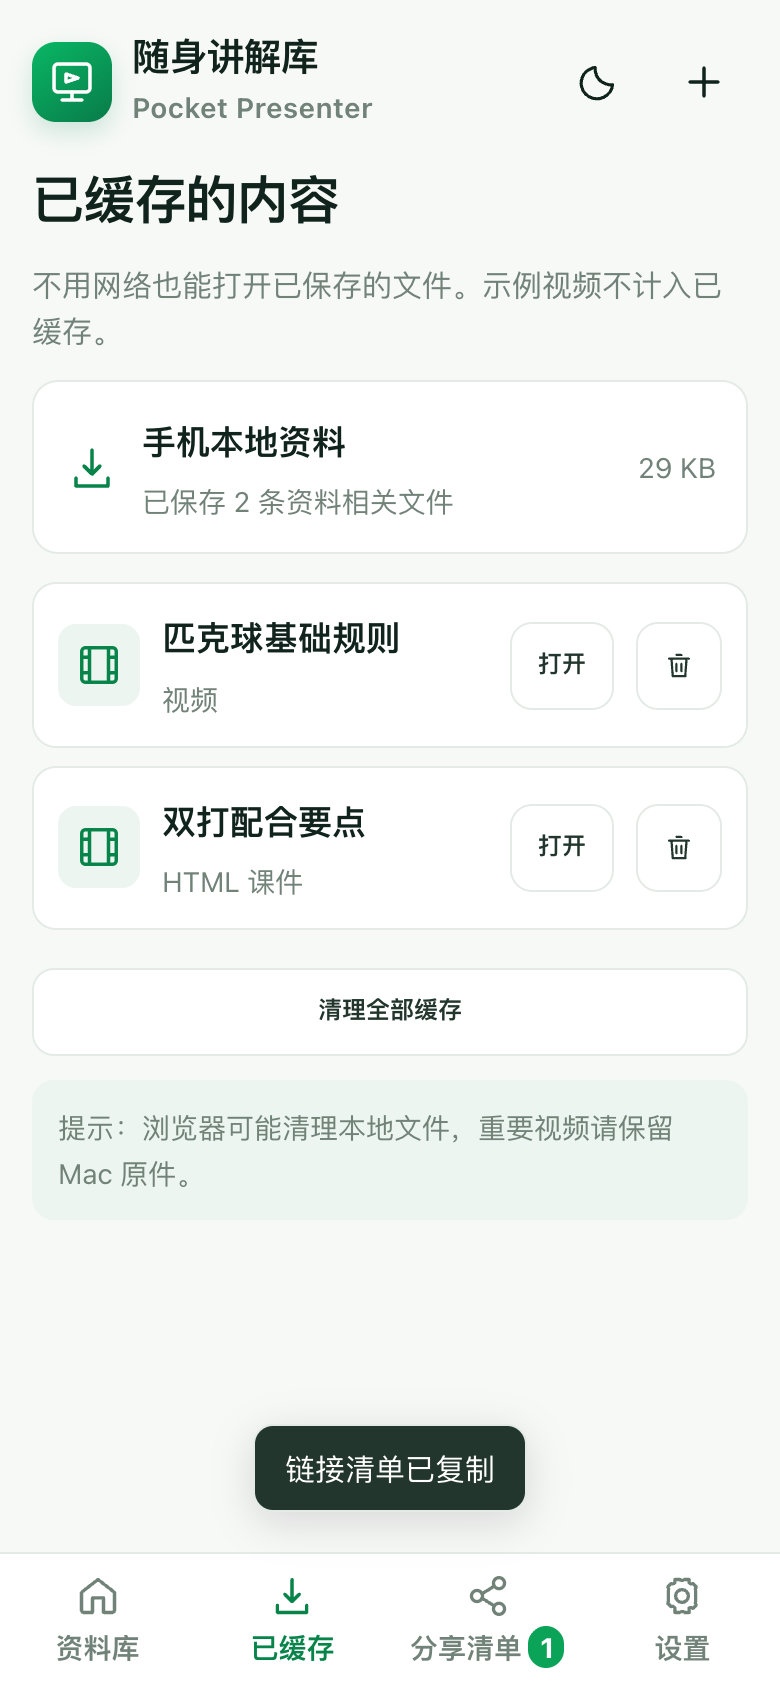 随身讲解库
Pocket Presenter
已缓存的内容
不用网络也能打开已保存的文件。示例视频不计入已
缓存。
手机本地资料
已保存 2 条资料相关文件
29 KB
匹克球基础规则
视频
打开
双打配合要点
HTML 课件
打开
清理全部缓存
提示：浏览器可能清理本地文件，重要视频请保留
Mac 原件。
链接清单已复制
资料库
已缓存
分享清单 1
设置